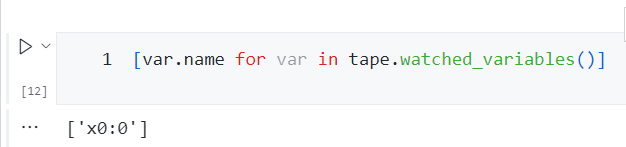 1 [var.name for var in tape.watched_variables()]
[12]
['x0:0']